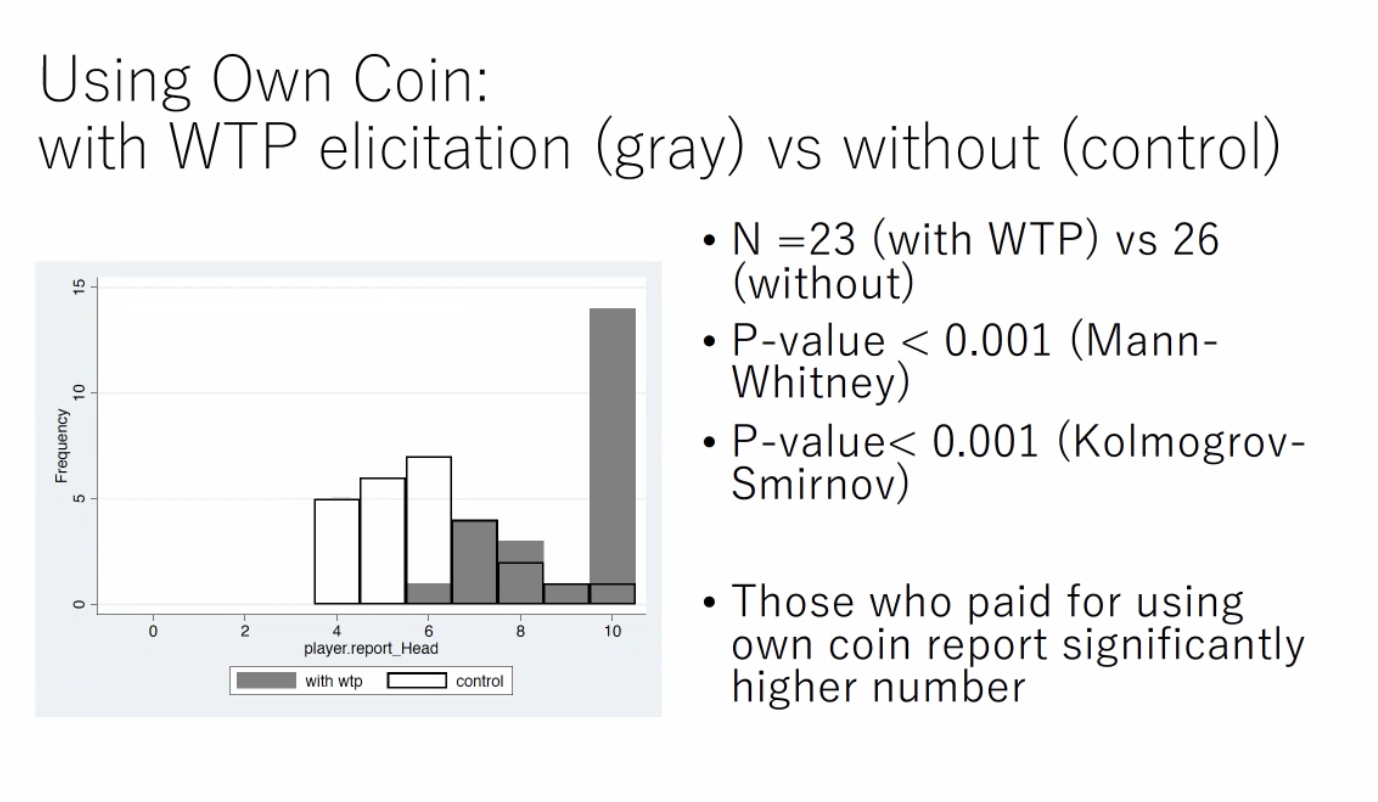 Using Own Coin:
with WTP elicitation (gray) vs without (control)
• N =23 (with WTP) vs 26
(without)
• P-value < 0.001 (Mann-
Whitney)
• P-value< 0.001 (Kolmogrov-
Smirnov)
• Those who paid for using
own coin report significantly
higher number
Frequency
15
10
5
0
0 2 4 6 8 10
player.report_Head
with wtp control